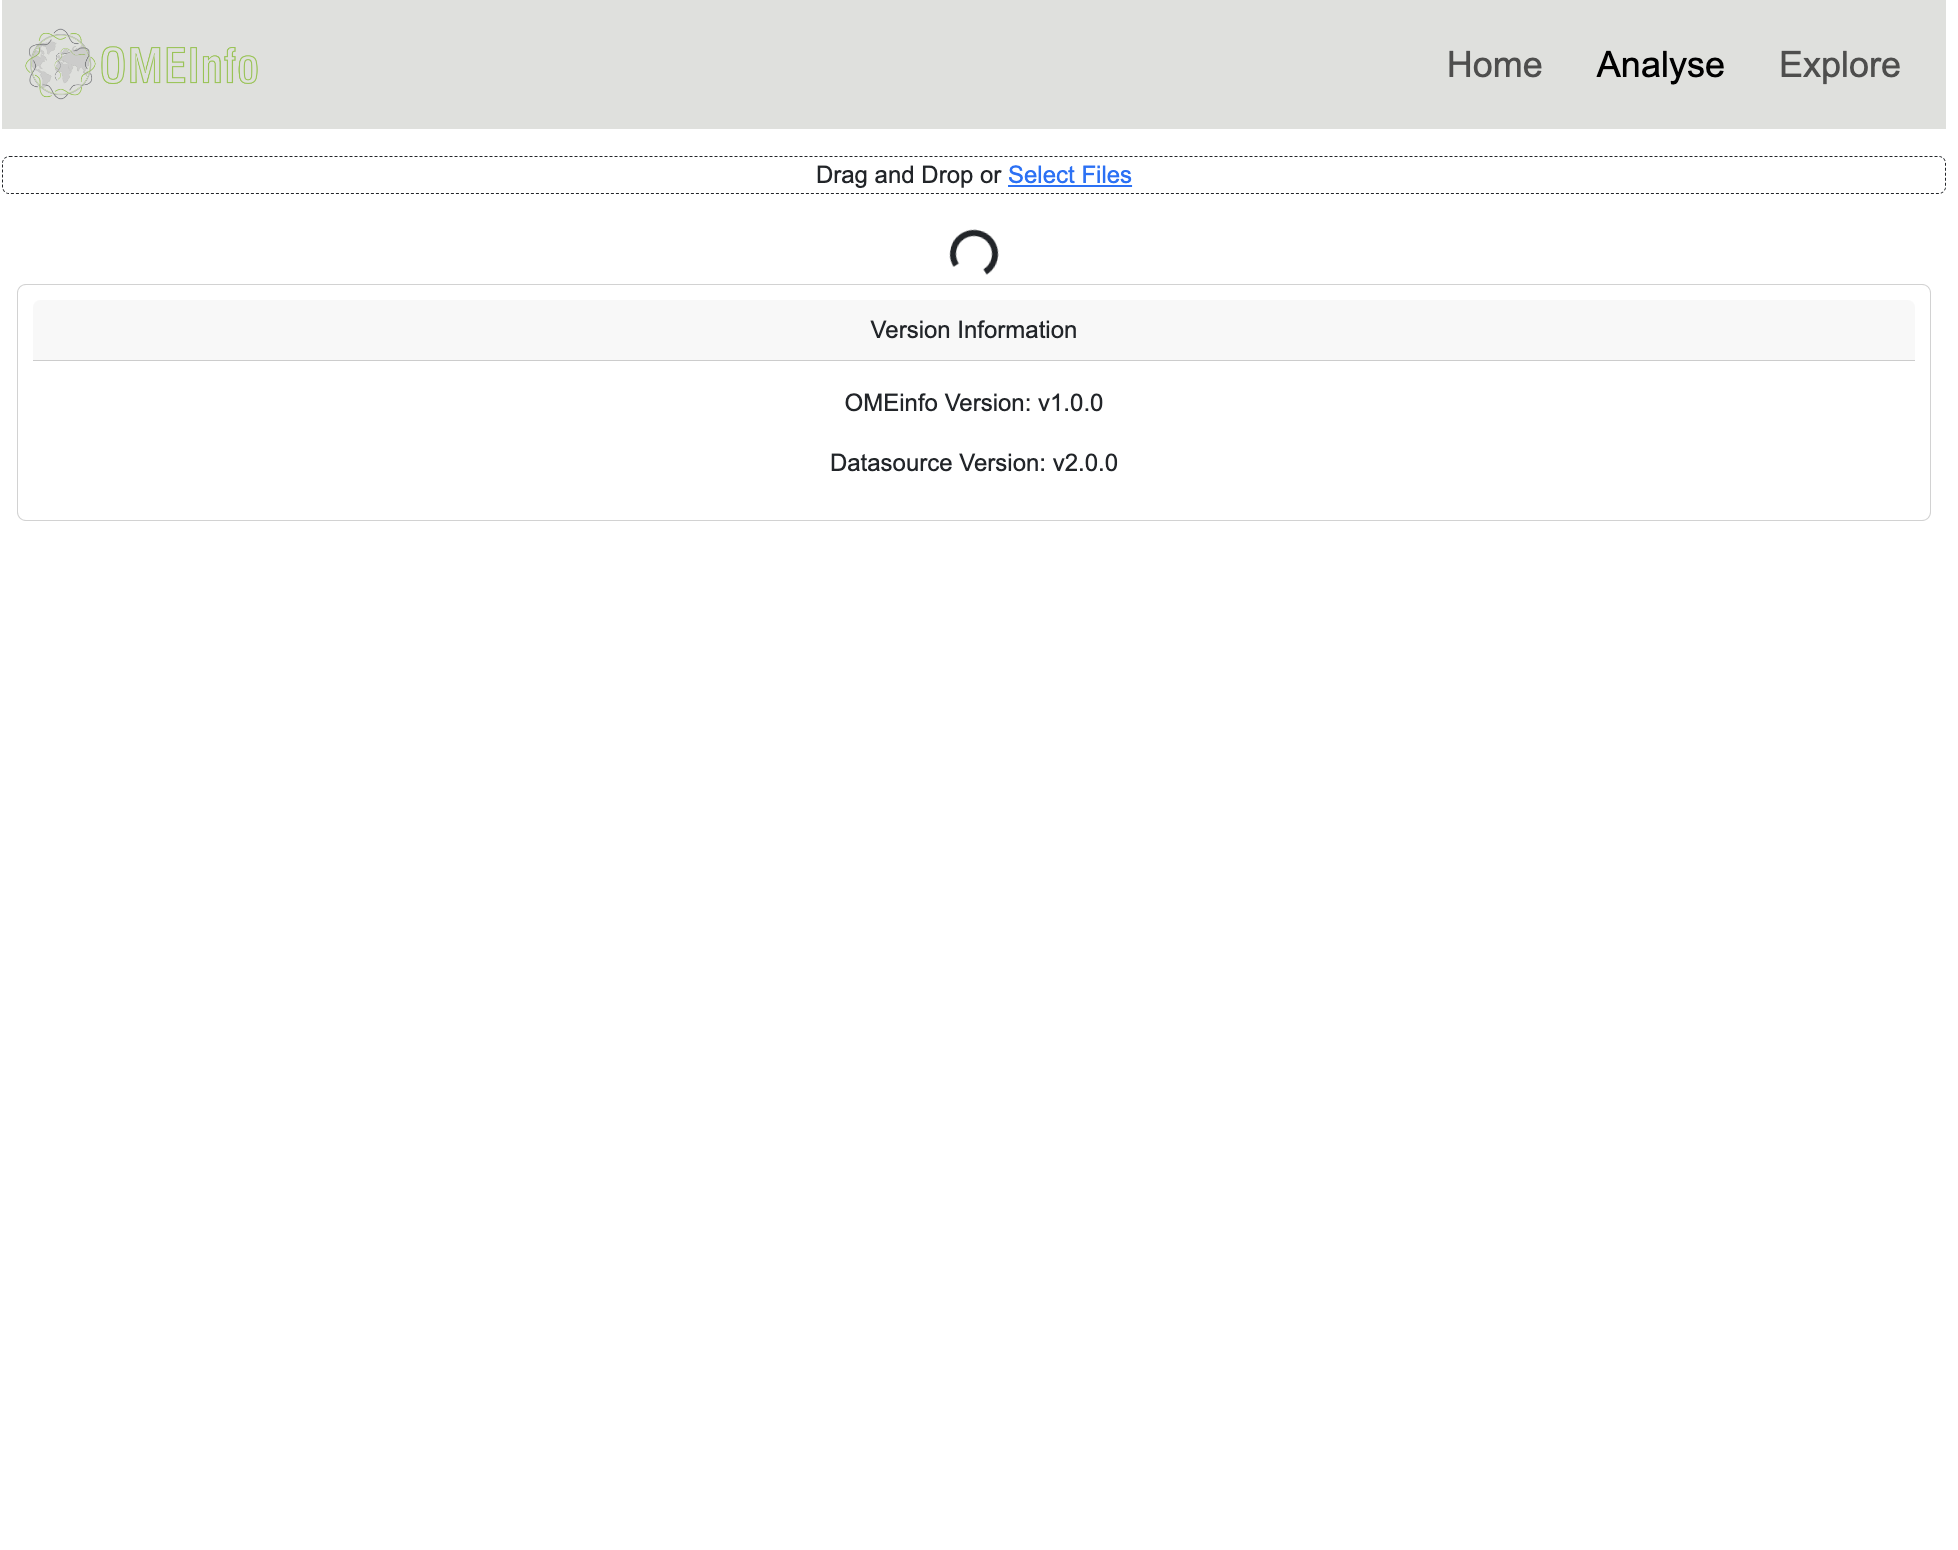 OMEInfo
Home Analyse Explore
Drag and Drop or Select Files
Version Information
OMEinfo Version: v1.0.0
Datasource Version: v2.0.0